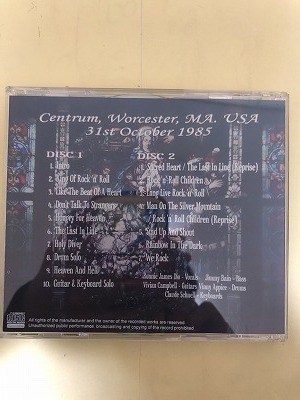 Centrum, Worcester, MA. USA
31st October 1985
DISC 1
1. Intro
2. King Of Rock 'n' Roll
3. Like The Beat Of A Heart
4. Don't Talk To Strangers
5. Hungry For Heaven
6. The Last In Line
7. Holy Diver
8. Drum Solo
9. Heaven And Hell
10. Guitar & Keyboard Solo
DISC 2
1. Sacred Heart / The Last In Line (Reprise)
2. Rock 'n' Roll Children
3. Long Live Rock 'n' Roll
4. Man On The Silver Mountain
/ Rock 'n' Roll Children (Reprise)
5. Stand Up And Shout
6. Rainbow In The Dark
7. We Rock
Ronnie James Dio - Vocals Jimmy Bain - Bass
Vivian Campbell - Guitars Vinny Appice - Drums
Claude Schnell - Keyboards
All rights of the manufacturer and the owner of the recorded works are reserved.
Unauthorized public performance, broadcasting and copying of the record prohibited.